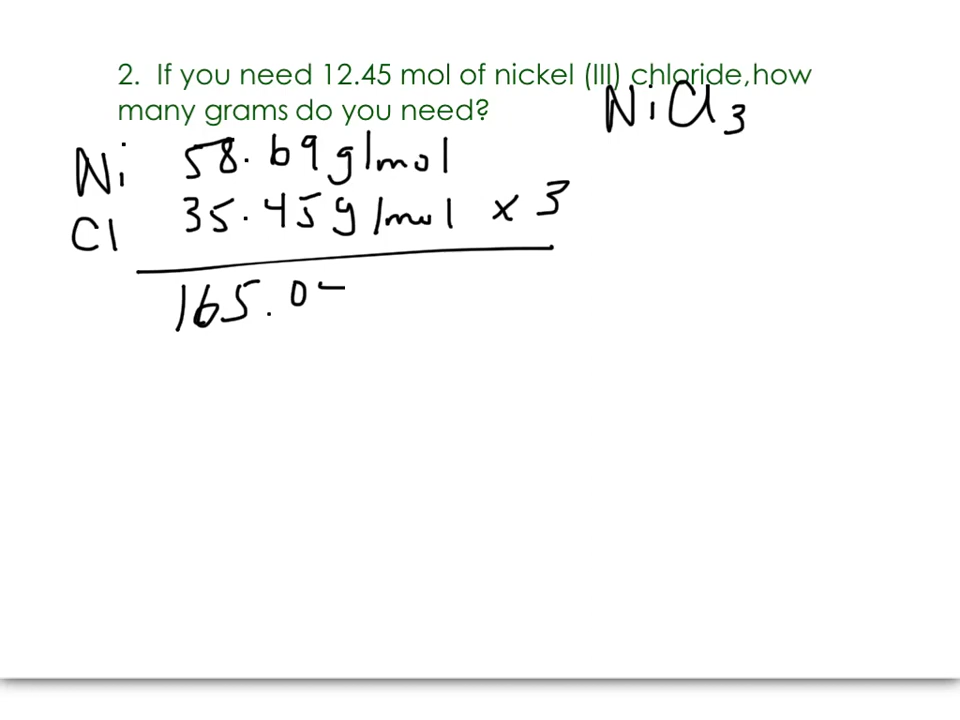 2. If you need 12.45 mol of nickel (III) chloride,how
many grams do you need?
NiCl3
Ni 58.69 g/mol
Cl 35.45 g/mol x 3
165.0